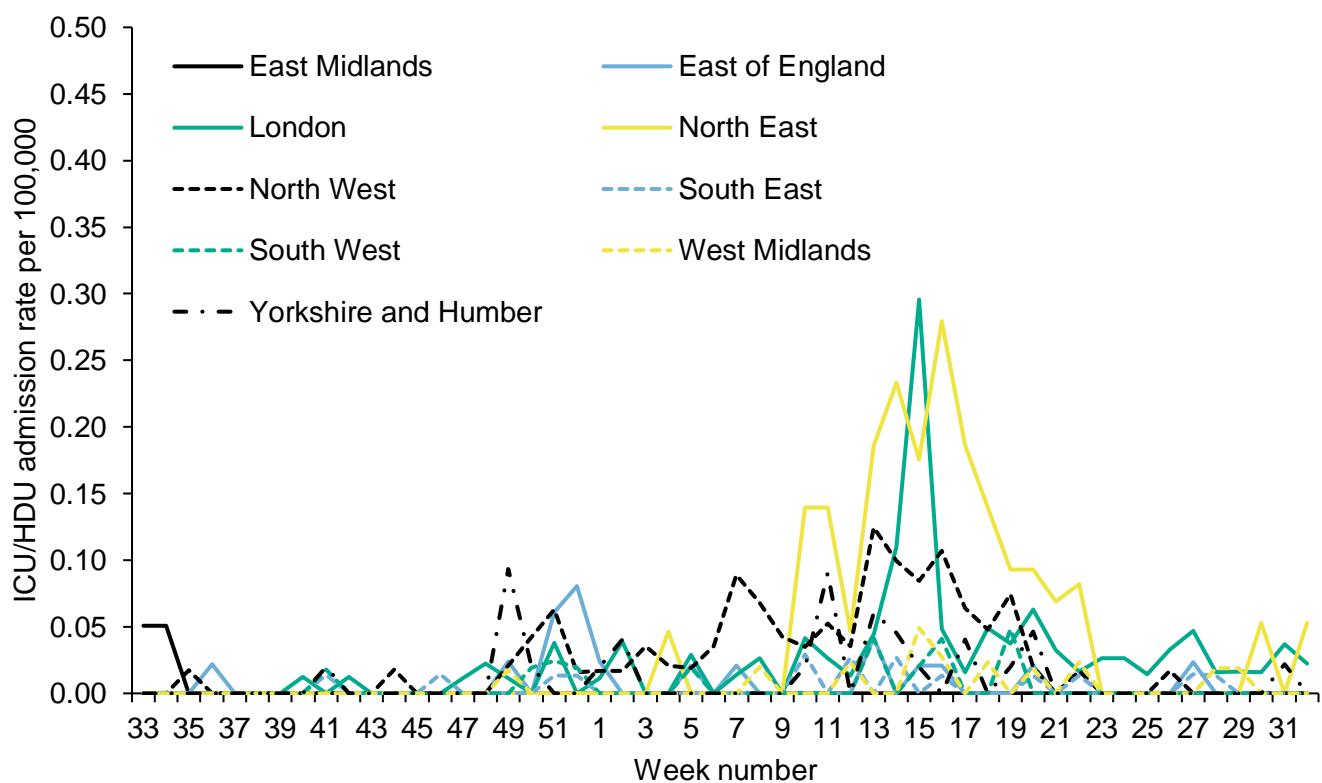 0.50
0.45
0.40
0.35
0.30
0.25
0.20
0.15
0.10
0.05
0.00
ICU/HDU admission rate per 100,000
East Midlands
East of England
London
North East
North West
South East
South West
West Midlands
Yorkshire and Humber
33 35 37 39 41 43 45 47 49 51 1 3 5 7 9 11 13 15 17 19 21 23 25 27 29 31
Week number